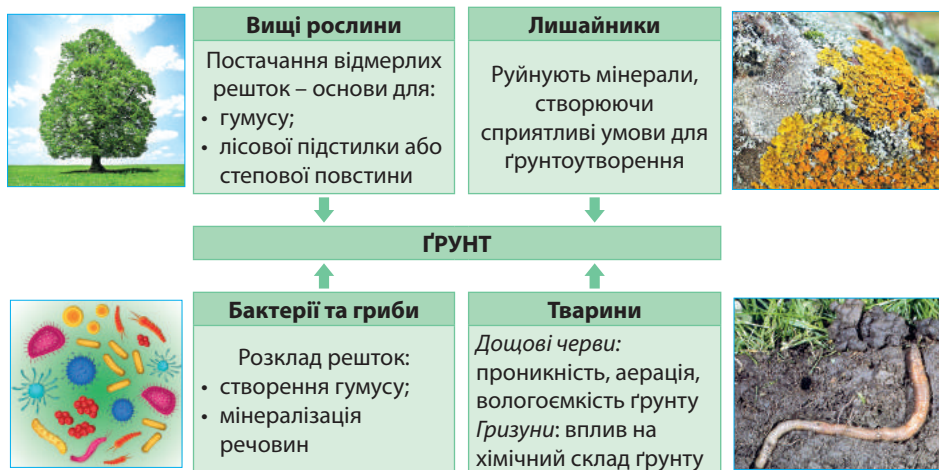 Вищі рослини
Постачання відмерлих
решток – основи для:
• гумусу;
• лісової підстилки або
степової повстини
Лишайники
Руйнують мінерали,
створюючи
сприятливі умови для
ґрунтоутворення
ҐРУНТ
Бактерії та гриби
Розклад решток:
• створення гумусу;
• мінералізація
речовин
Тварини
Дощові черви:
проникність, аерація,
вологоємкість ґрунту
Гризуни: вплив на
хімічний склад ґрунту